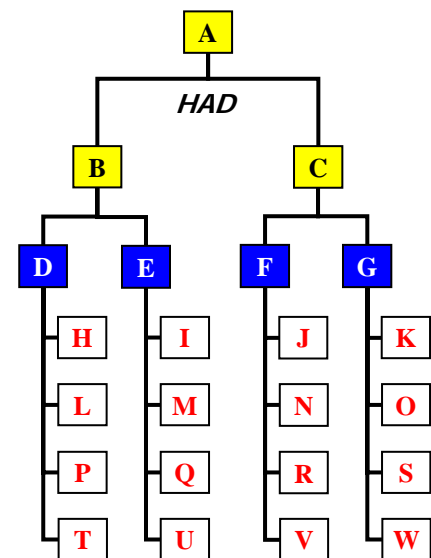 A
HAD
B C
D E F G
H I J K
L M N O
P Q R S
T U V W